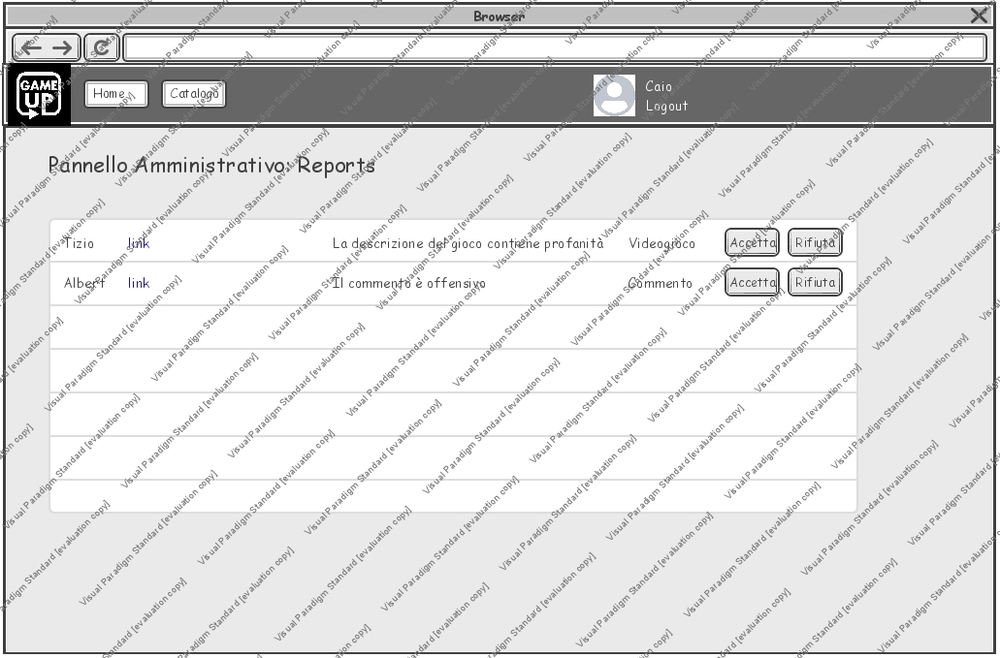 Browser
GAME
UP
Home
Catalogo
Caio
Logout
Pannello Amministrativo: Reports
Tizio link La descrizione del gioco contiene profanità Videogioco Accetta Rifiuta
Albert link Il commento è offensivo Commento Accetta Rifiuta
Visual Paradigm Standard [evaluation copy]